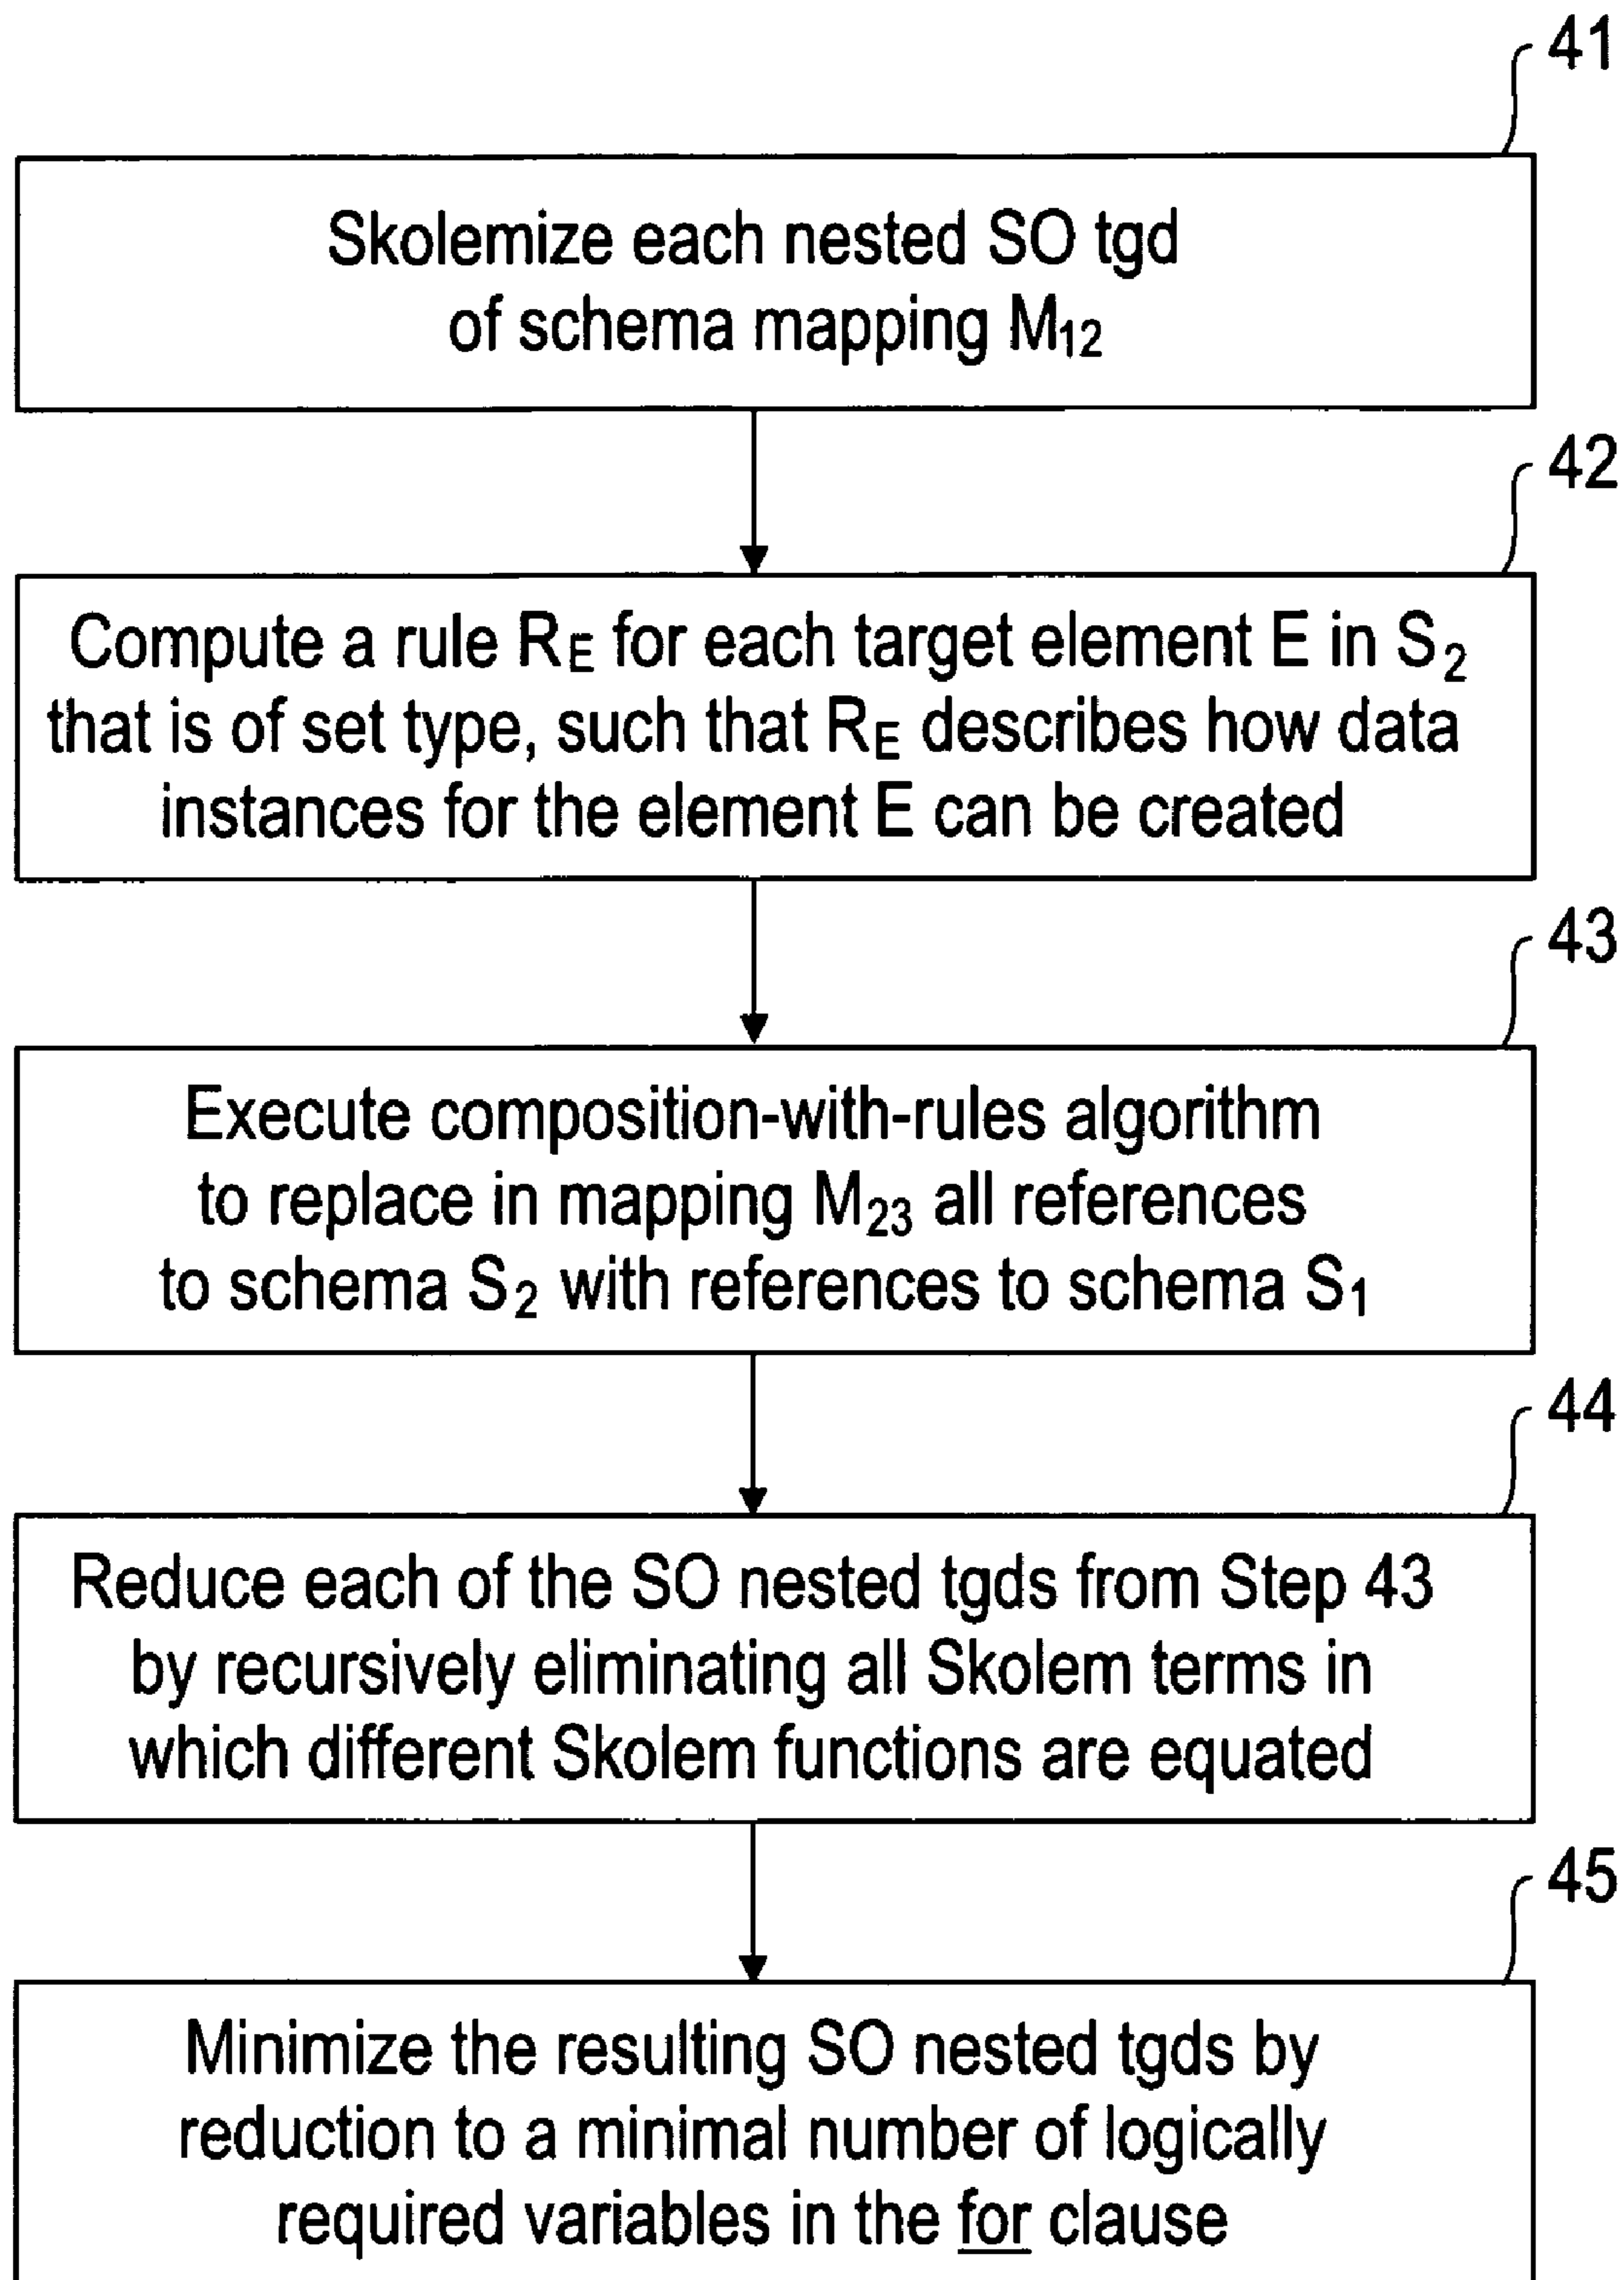 41
Skolemize each nested SO tgd
of schema mapping M₁₂
42
Compute a rule R_E for each target element E in S₂
that is of set type, such that R_E describes how data
instances for the element E can be created
43
Execute composition-with-rules algorithm
to replace in mapping M₂₃ all references
to schema S₂ with references to schema S₁
44
Reduce each of the SO nested tgds from Step 43
by recursively eliminating all Skolem terms in
which different Skolem functions are equated
45
Minimize the resulting SO nested tgds by
reduction to a minimal number of logically
required variables in the for clause